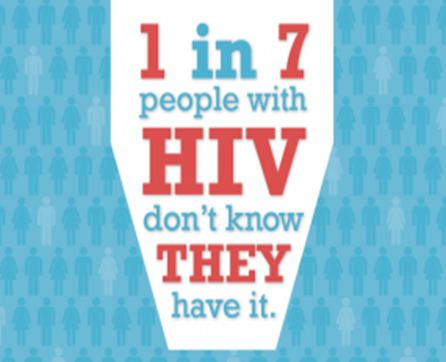 1 in 7
people with
HIV
don't know
THEY
have it.